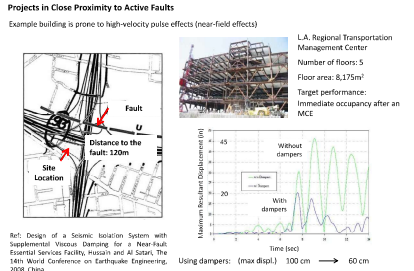 Projects in Close Proximity to Active Faults
Example building is prone to high-velocity pulse effects (near-field effects)
Fault
Distance to the
fault: 120m
Site
Location
L.A. Regional Transportation
Management Center
Number of floors: 5
Floor area: 8,175m²
Target performance:
Immediate occupancy after an
MCE
Maximum Resultant Displacement (in)
45
20
Without
dampers
With
dampers
Time (sec)
Ref: Design of a Seismic Isolation System with
Supplemental Viscous Damping for a Near-Fault
Essential Services Facility, Hussain and Al Satari, The
14th World Conference on Earthquake Engineering,
2008, China
Using dampers: (max displ.) 100 cm → 60 cm